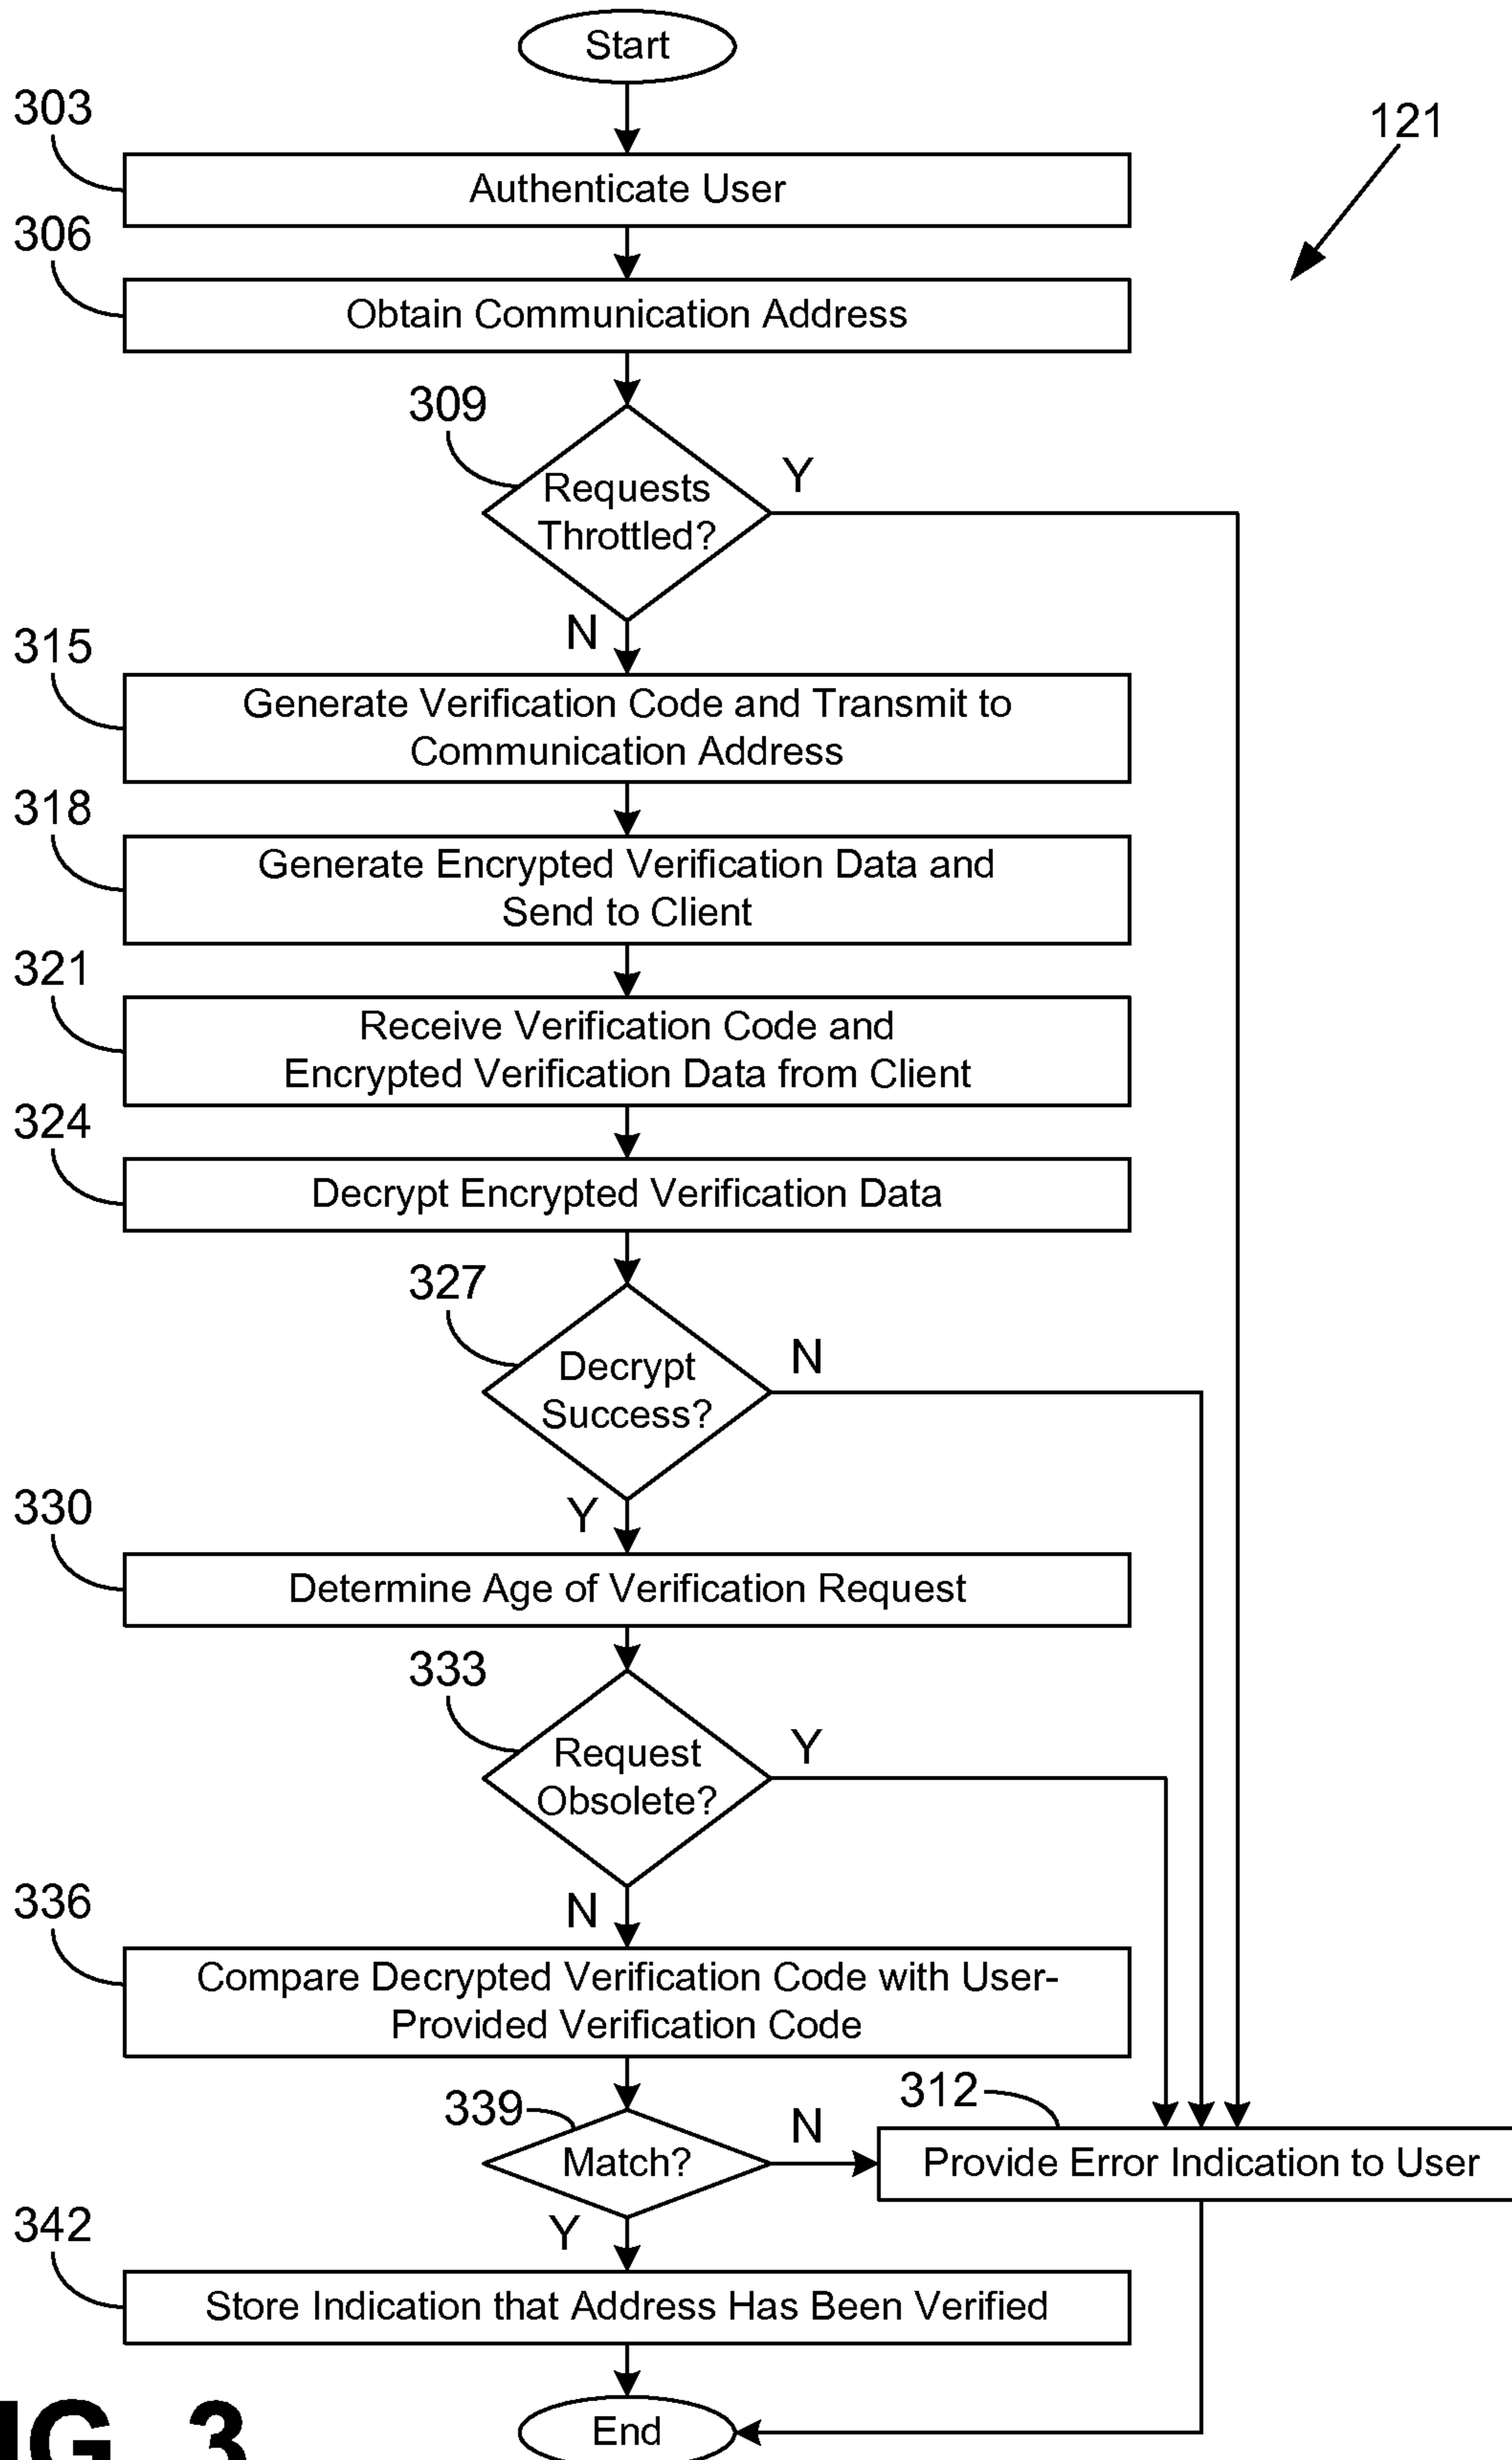 Start
303
121
Authenticate User
306
Obtain Communication Address
309
Requests
Throttled?
Y
N
315
Generate Verification Code and Transmit to
Communication Address
318
Generate Encrypted Verification Data and
Send to Client
321
Receive Verification Code and
Encrypted Verification Data from Client
324
Decrypt Encrypted Verification Data
327
Decrypt
Success?
N
Y
330
Determine Age of Verification Request
333
Request
Obsolete?
Y
N
336
Compare Decrypted Verification Code with User-
Provided Verification Code
339
Match?
N
312
Provide Error Indication to User
Y
342
Store Indication that Address Has Been Verified
End
IG. 3